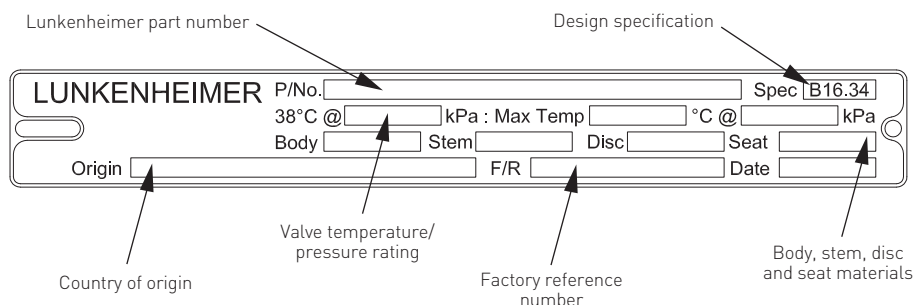 Lunkenheimer part number
Design specification
LUNKENHEIMER P/No. Spec B16.34
38°C @ kPa : Max Temp °C @ kPa
Body Stem Disc Seat
Origin F/R Date
Valve temperature/
pressure rating
Body, stem, disc
and seat materials
Country of origin
Factory reference
number